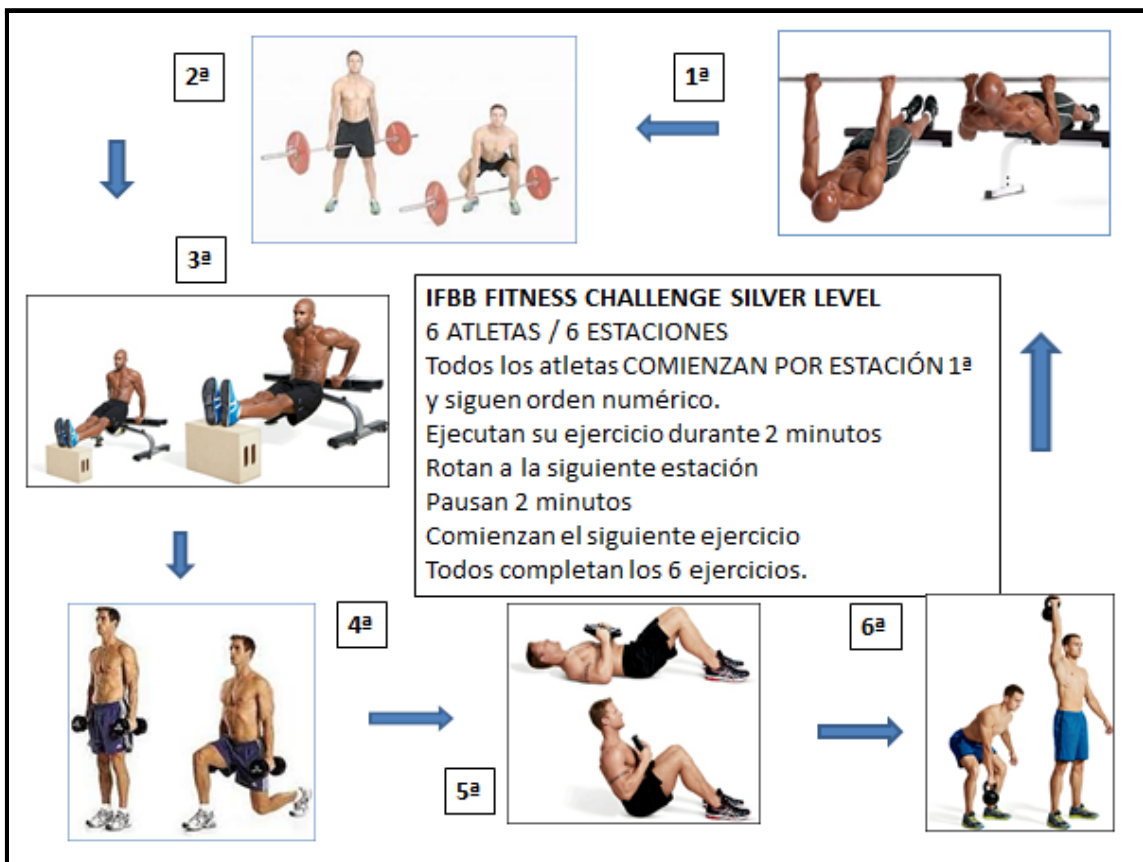 2ª
1ª
3ª
IFBB FITNESS CHALLENGE SILVER LEVEL
6 ATLETAS / 6 ESTACIONES
Todos los atletas COMIENZAN POR ESTACIÓN 1ª
y siguen orden numérico.
Ejecutan su ejercicio durante 2 minutos
Rotan a la siguiente estación
Pausan 2 minutos
Comienzan el siguiente ejercicio
Todos completan los 6 ejercicios.
4ª
6ª
5ª